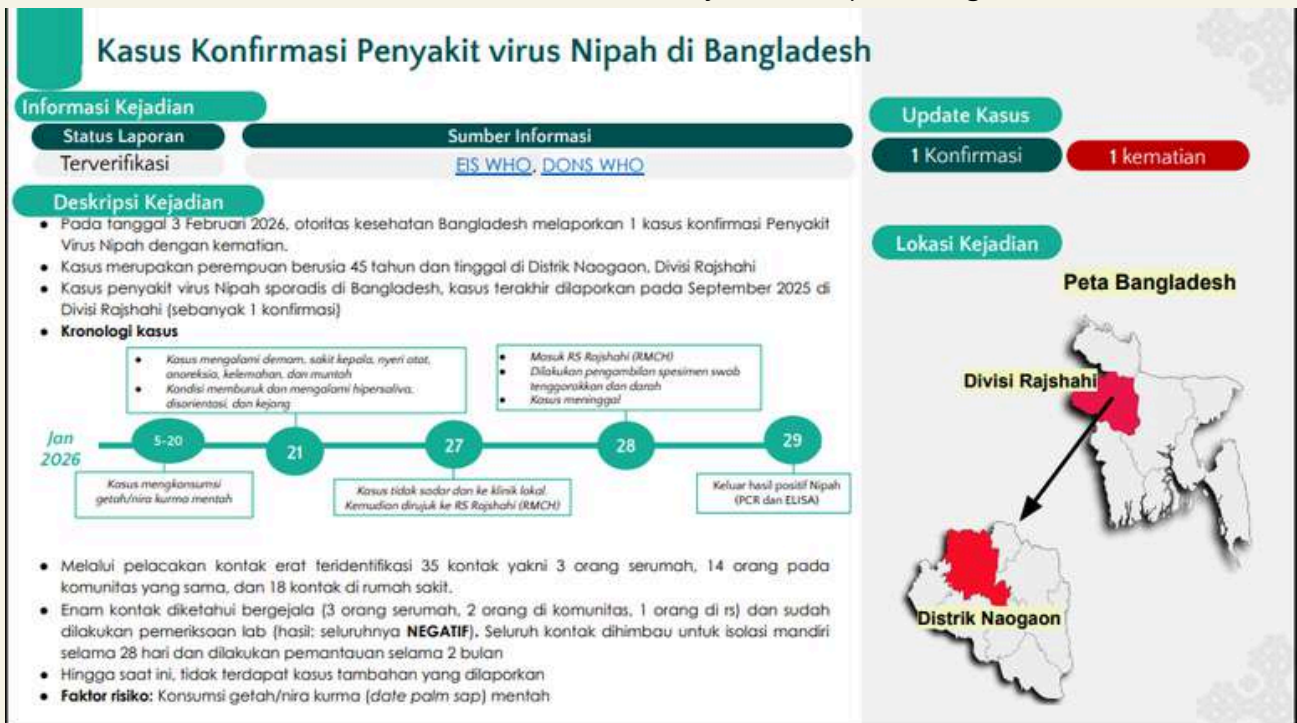 Kasus Konfirmasi Penyakit virus Nipah di Bangladesh
Informasi Kejadian
Status Laporan
Sumber Informasi
Terverifikasi
EIS WHO, DONS WHO
Deskripsi Kejadian
● Pada tanggal 3 Februari 2026, otoritas kesehatan Bangladesh melaporkan 1 kasus konfirmasi Penyakit
Virus Nipah dengan kematian.
● Kasus merupakan perempuan berusia 45 tahun dan tinggal di Distrik Naogaon, Divisi Rajshahi
● Kasus penyakit virus Nipah sporadis di Bangladesh, kasus terakhir dilaporkan pada September 2025 di
Divisi Rajshahi (sebanyak 1 konfirmasi)
● Kronologi kasus
● Kasus mengalami demam, sakit kepala, nyeri otot,
anoreksia, kelemahan, dan muntah
● Kondisi memburuk dan mengalami hipersaliva,
disorientasi, dan kejang
● Masuk RS Rajshahi (RMCH)
● Dilakukan pengambilan spesimen swab
tenggorokkan dan darah
● Kasus meninggal
Jan
2026
5-20
21
27
28
29
Kasus mengkonsumsi
getah/nira kurma mentah
Kasus tidak sadar dan ke klinik lokal.
Kemudian dirujuk ke RS Rajshahi (RMCH)
Keluar hasil positif Nipah
(PCR dan ELISA)
● Melalui pelacakan kontak erat teridentifikasi 35 kontak yakni 3 orang serumah, 14 orang pada
komunitas yang sama, dan 18 kontak di rumah sakit.
● Enam kontak diketahui bergejala (3 orang serumah, 2 orang di komunitas, 1 orang di rs) dan sudah
dilakukan pemeriksaan lab (hasil: seluruhnya NEGATIF). Seluruh kontak dihimbau untuk isolasi mandiri
selama 28 hari dan dilakukan pemantauan selama 2 bulan
● Hingga saat ini, tidak terdapat kasus tambahan yang dilaporkan
● Faktor risiko: Konsumsi getah/nira kurma (date palm sap) mentah
Update Kasus
1 Konfirmasi
1 kematian
Lokasi Kejadian
Peta Bangladesh
Divisi Rajshahi
Distrik Naogaon